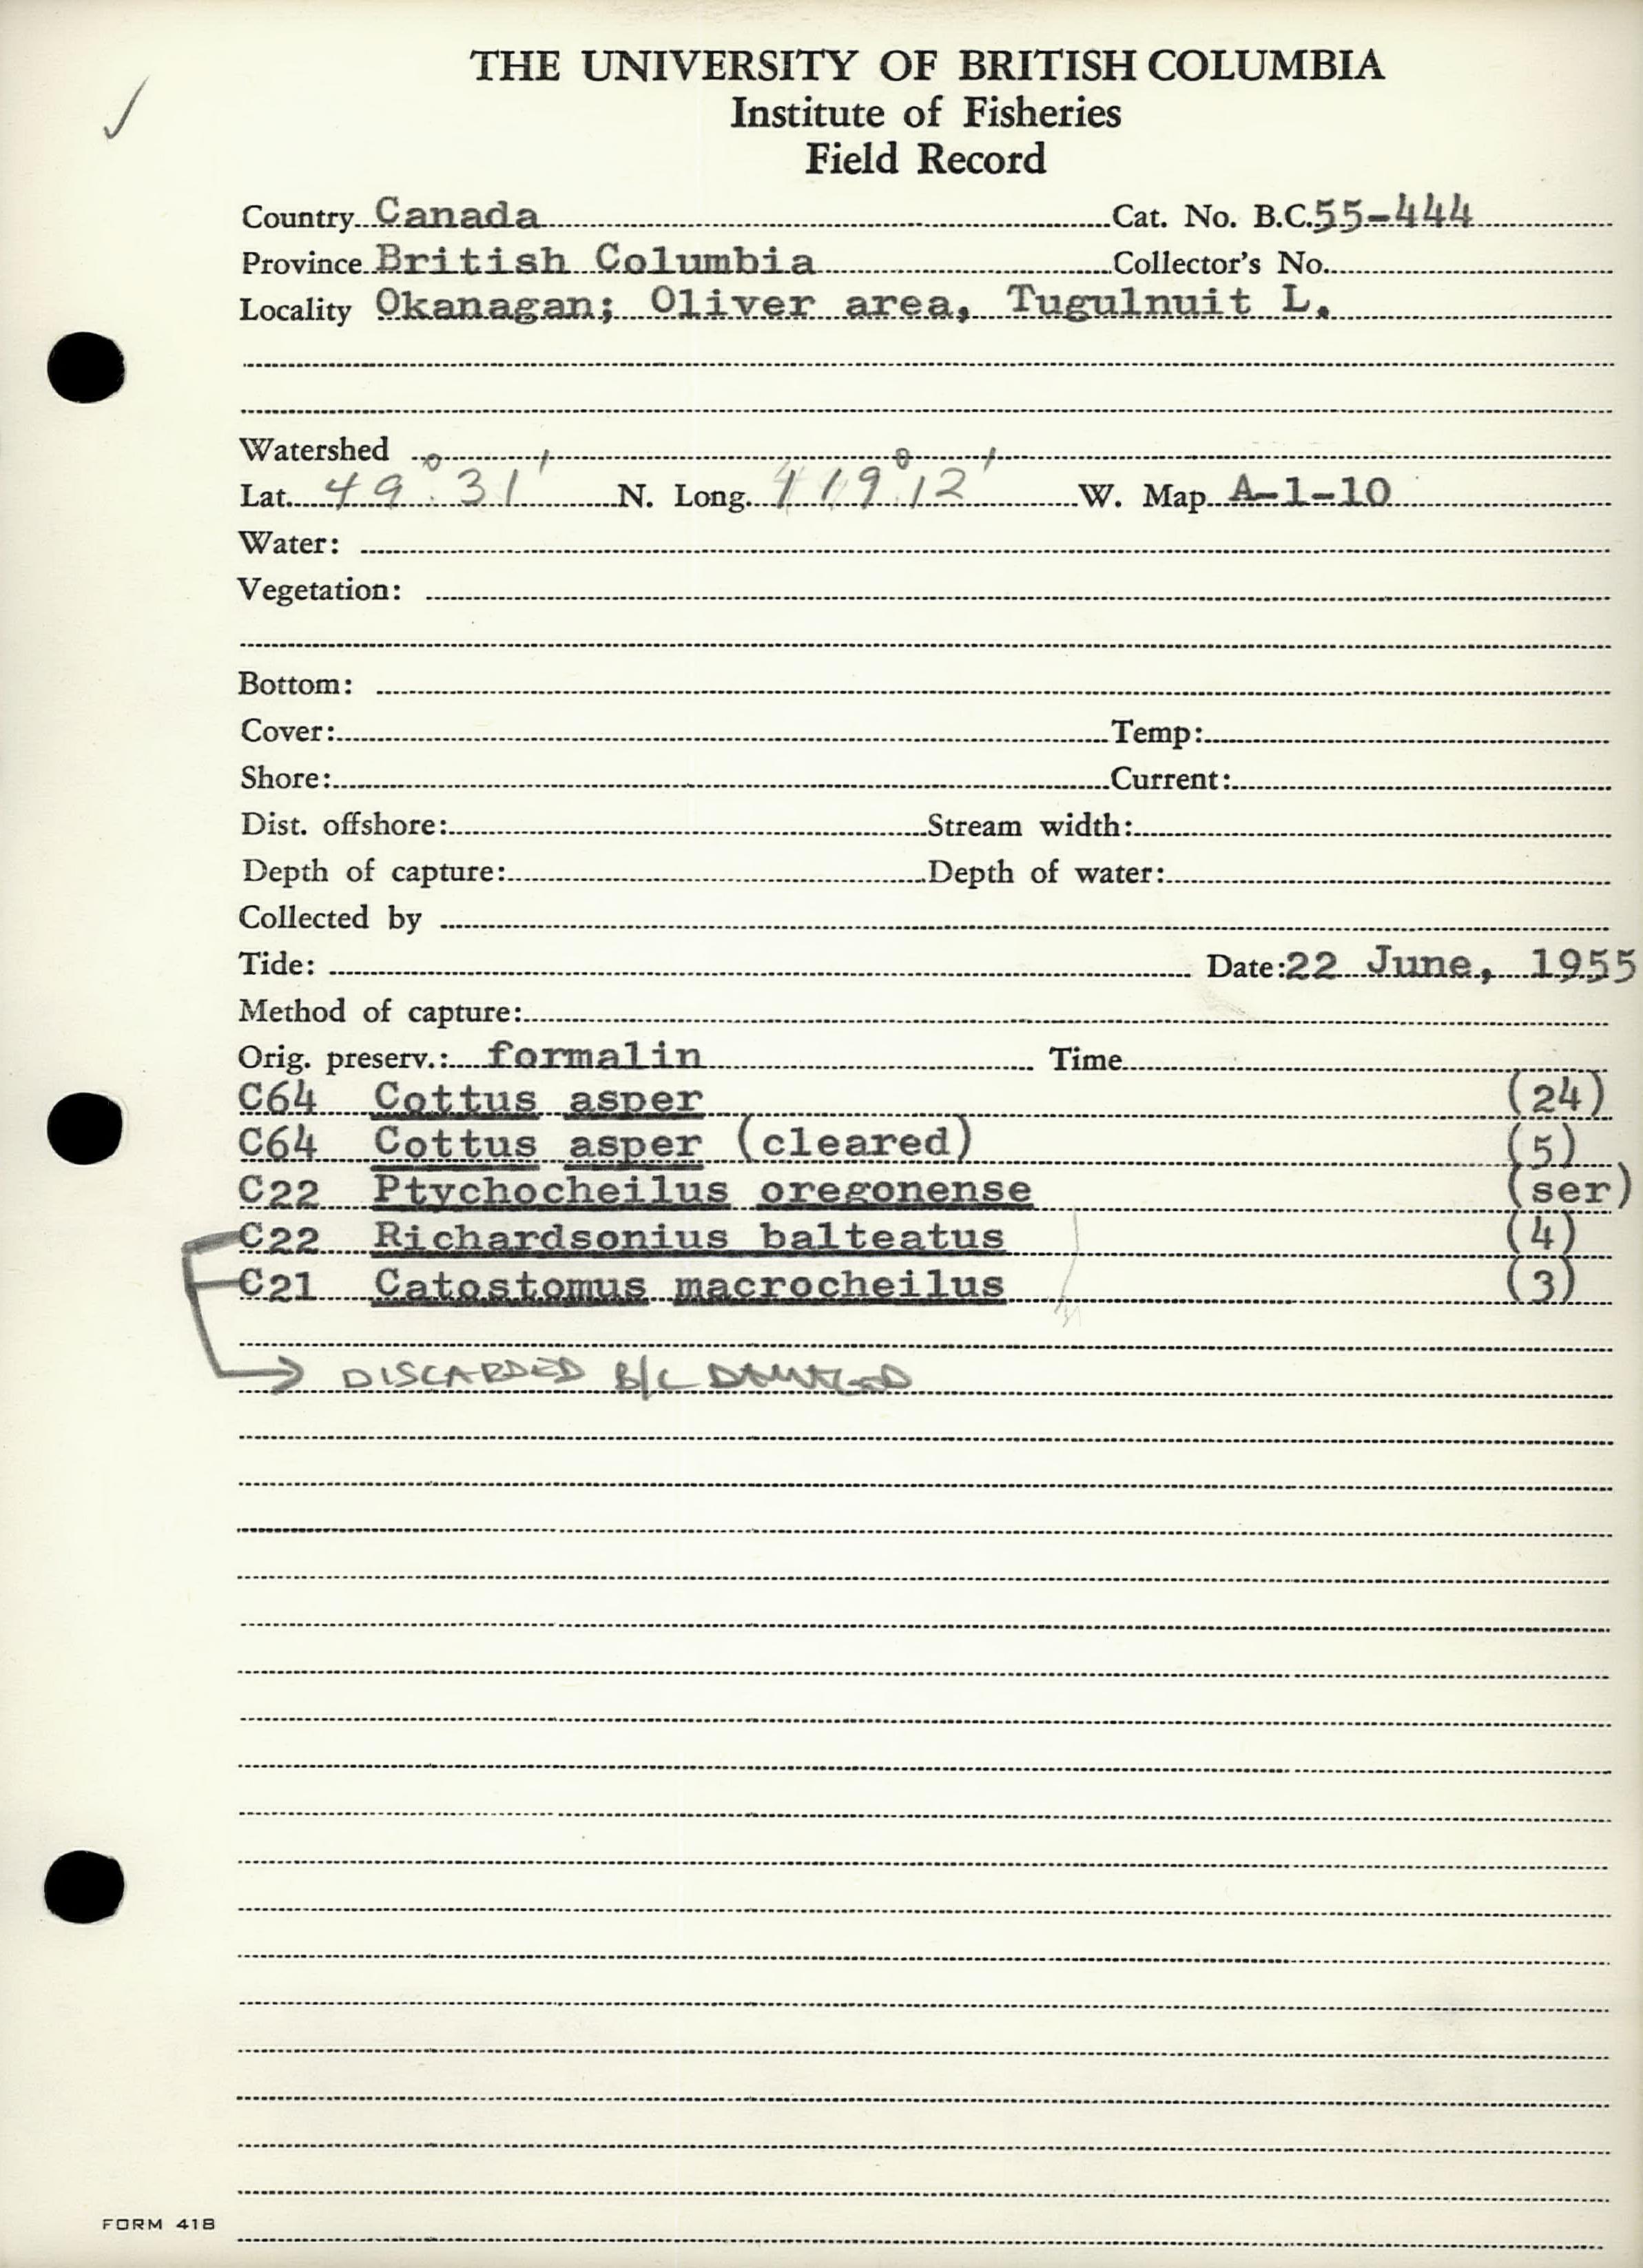 THE UNIVERSITY OF BRITISH COLUMBIA
Institute of Fisheries
Field Record
Country Canada Cat. No. B.C. 55-444
Province British Columbia Collector's No.
Locality Okanagan; Oliver area, Tugulnuit L.
Watershed
Lat. 49° 31' N. Long. 119° 12' W. Map A-1-10
Water:
Vegetation:
Bottom:
Cover: Temp:
Shore: Current:
Dist. offshore: Stream width:
Depth of capture: Depth of water:
Collected by
Tide: Date: 22 June, 1955
Method of capture:
Orig. preserv.: formalin Time
C64 Cottus asper (24)
C64 Cottus asper (cleared) (5)
C22 Ptychocheilus oregonense (ser)
C22 Richardsonius balteatus (4)
C21 Catostomus macrocheilus (3)
DISCARDED B/C DAMAGED
FORM 418